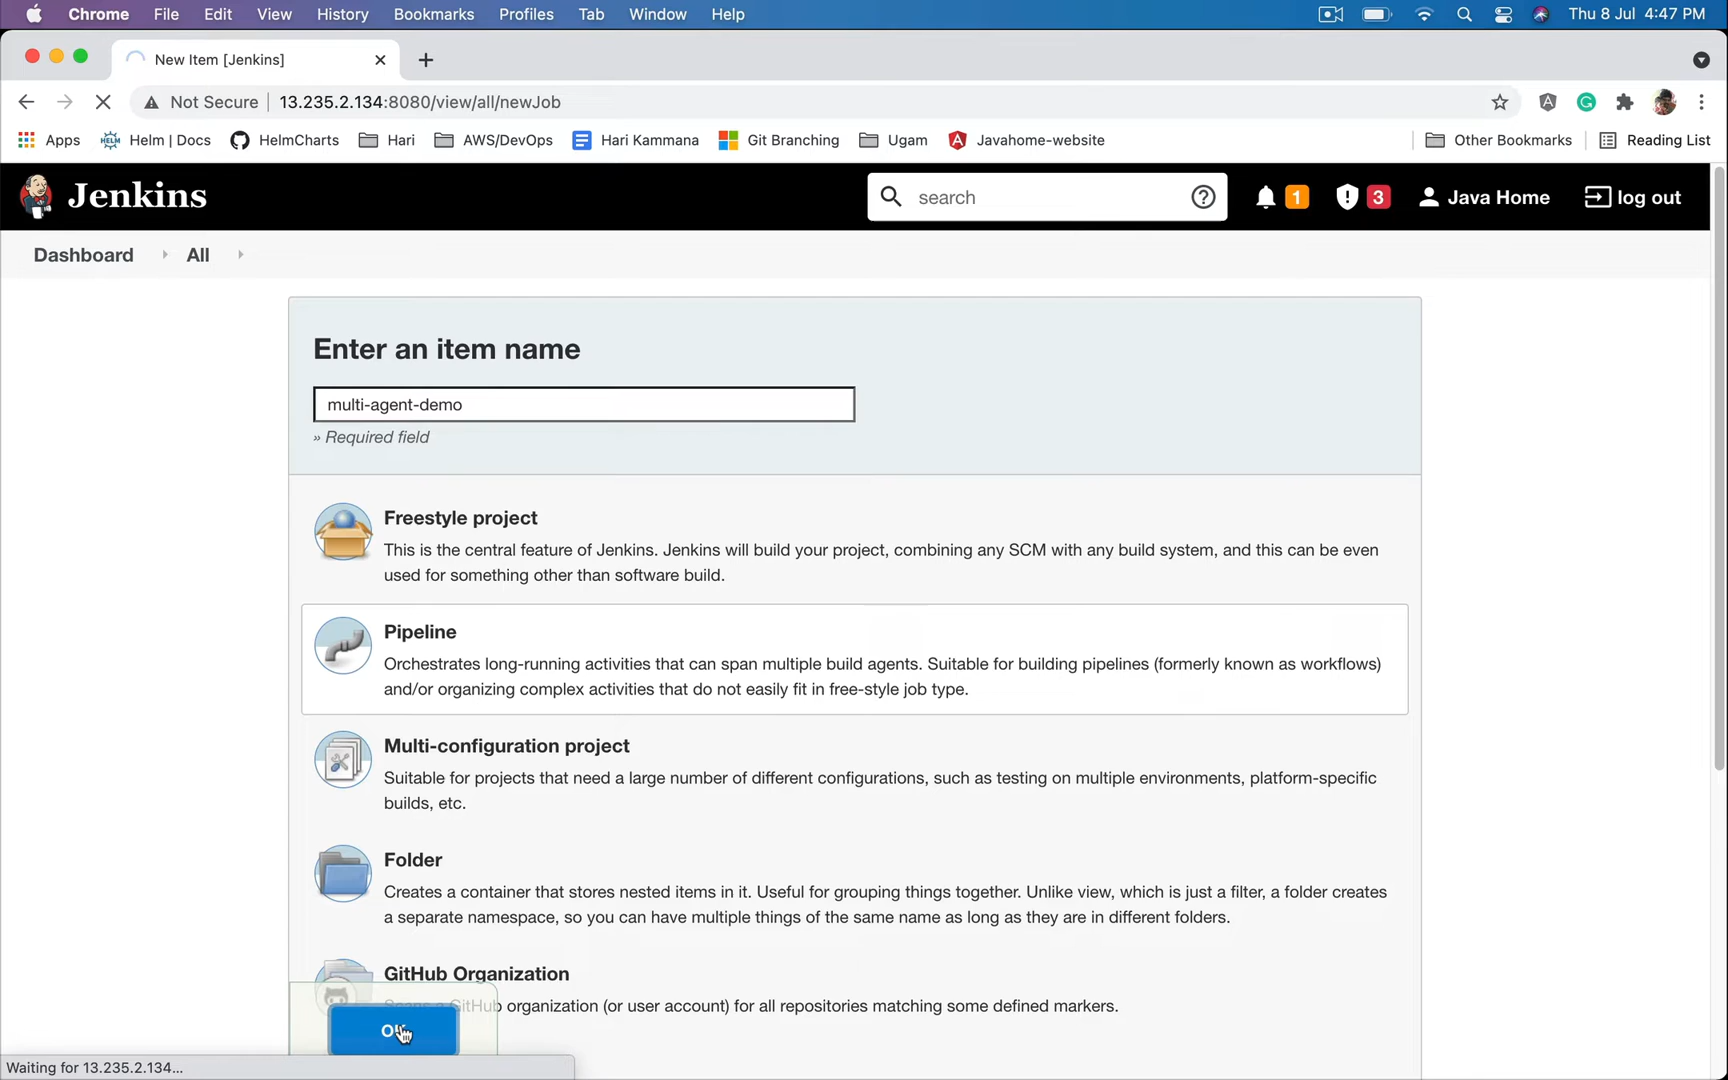 Chrome File Edit View History Bookmarks Profiles Tab Window Help Thu 8 Jul 4:47 PM
New Item [Jenkins]
Not Secure 13.235.2.134:8080/view/all/newJob
Apps Helm | Docs HelmCharts Hari AWS/DevOps Hari Kammana Git Branching Ugam Javahome-website Other Bookmarks Reading List
Jenkins search 1 3 Java Home log out
Dashboard All
Enter an item name
multi-agent-demo
» Required field
Freestyle project
This is the central feature of Jenkins. Jenkins will build your project, combining any SCM with any build system, and this can be even
used for something other than software build.
Pipeline
Orchestrates long-running activities that can span multiple build agents. Suitable for building pipelines (formerly known as workflows)
and/or organizing complex activities that do not easily fit in free-style job type.
Multi-configuration project
Suitable for projects that need a large number of different configurations, such as testing on multiple environments, platform-specific
builds, etc.
Folder
Creates a container that stores nested items in it. Useful for grouping things together. Unlike view, which is just a filter, a folder creates
a separate namespace, so you can have multiple things of the same name as long as they are in different folders.
GitHub Organization
Scans a GitHub organization (or user account) for all repositories matching some defined markers.
OK
Waiting for 13.235.2.134...